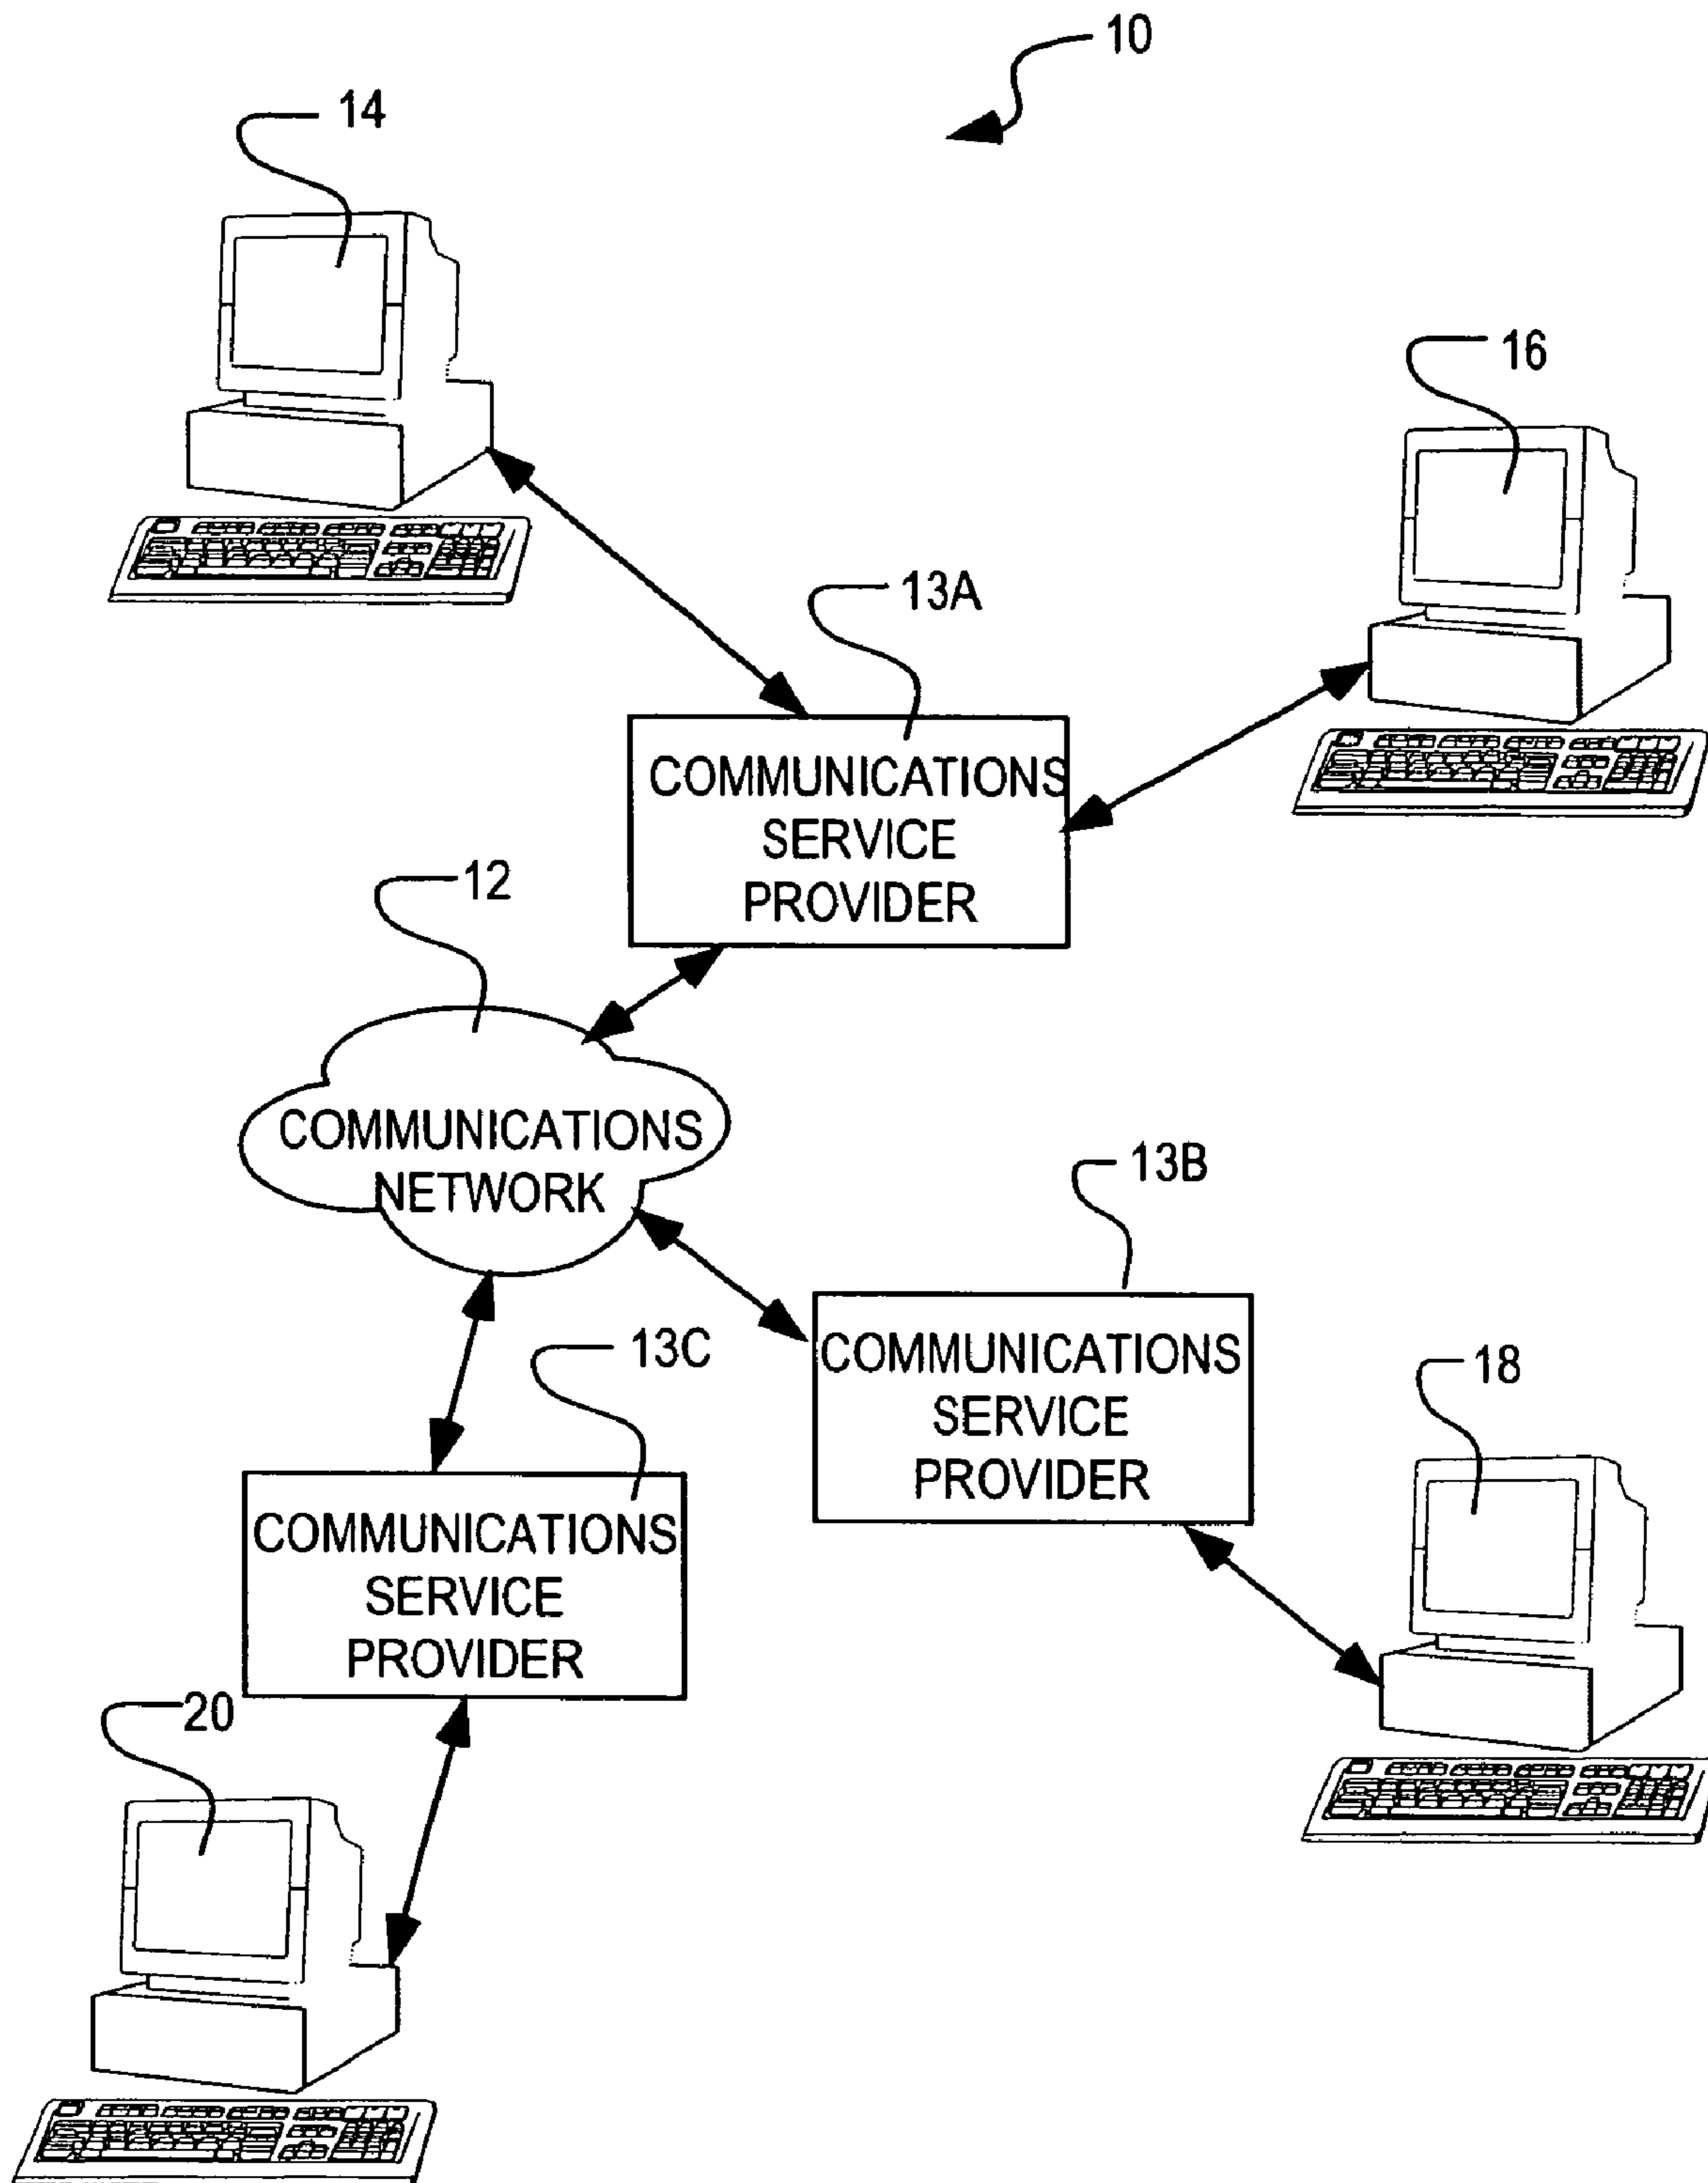 10
14
16
13A
COMMUNICATIONS
SERVICE
PROVIDER
12
COMMUNICATIONS
NETWORK
13B
COMMUNICATIONS
SERVICE
PROVIDER
13C
COMMUNICATIONS
SERVICE
PROVIDER
18
20